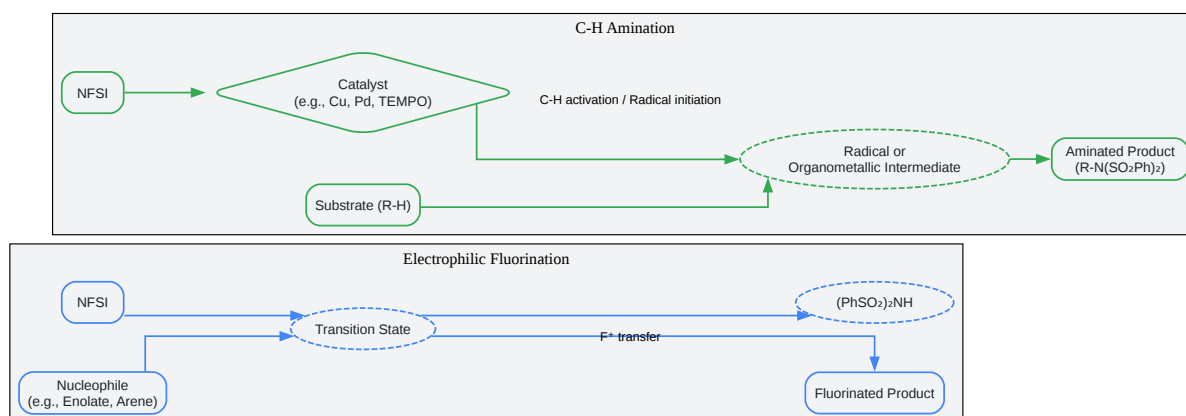 C-H Amination
NFSI
Catalyst
(e.g., Cu, Pd, TEMPO)
C-H activation / Radical initiation
Radical or
Organometallic Intermediate
Aminated Product
(R-N(SO₂Ph)₂)
Substrate (R-H)
Electrophilic Fluorination
NFSI
(PhSO₂)₂NH
Transition State
F⁺ transfer
Nucleophile
(e.g., Enolate, Arene)
Fluorinated Product